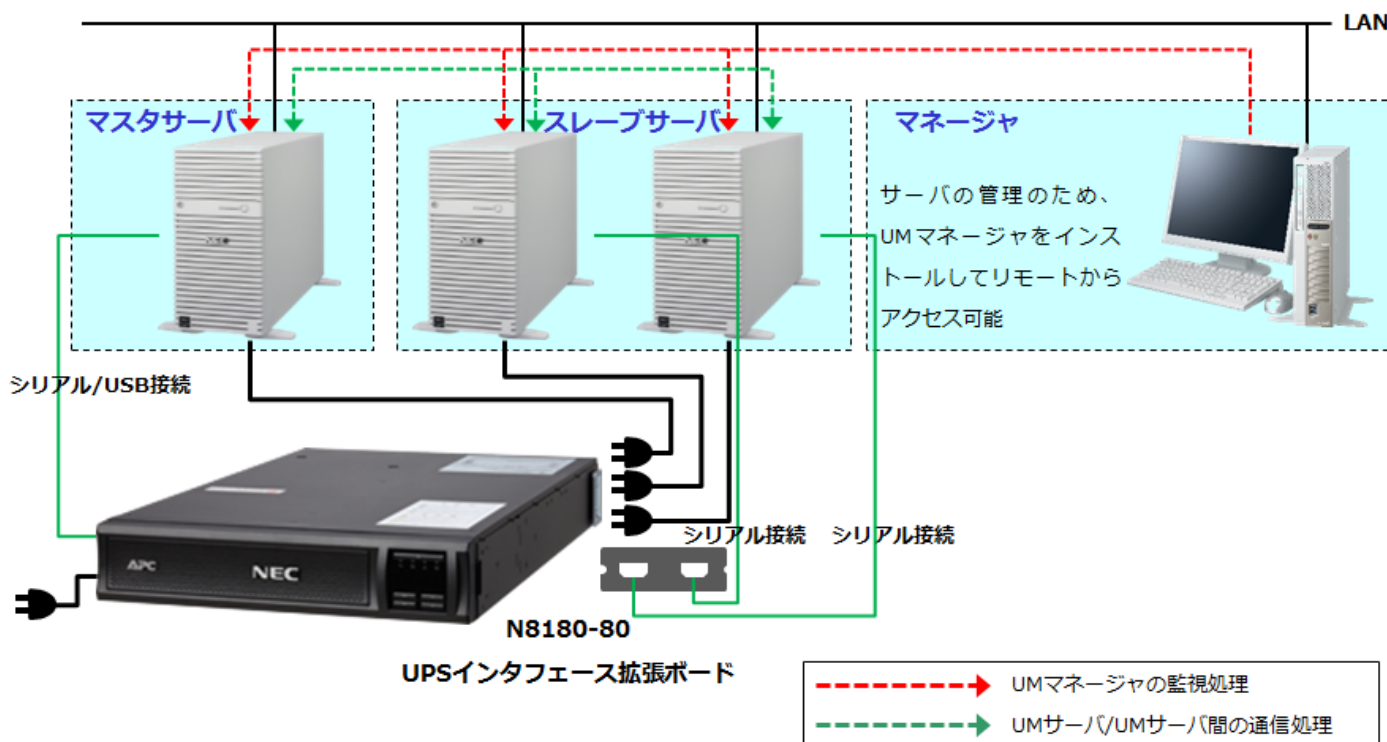 LAN
マスタサーバ
スレーブサーバ
マネージャ
サーバの管理のため、
UMマネージャをインス
トールしてリモートから
アクセス可能
シリアル/USB接続
シリアル接続
シリアル接続
APC
NEC
N8180-80
UPSインタフェース拡張ボード
UMマネージャの監視処理
UMサーバ/UMサーバ間の通信処理